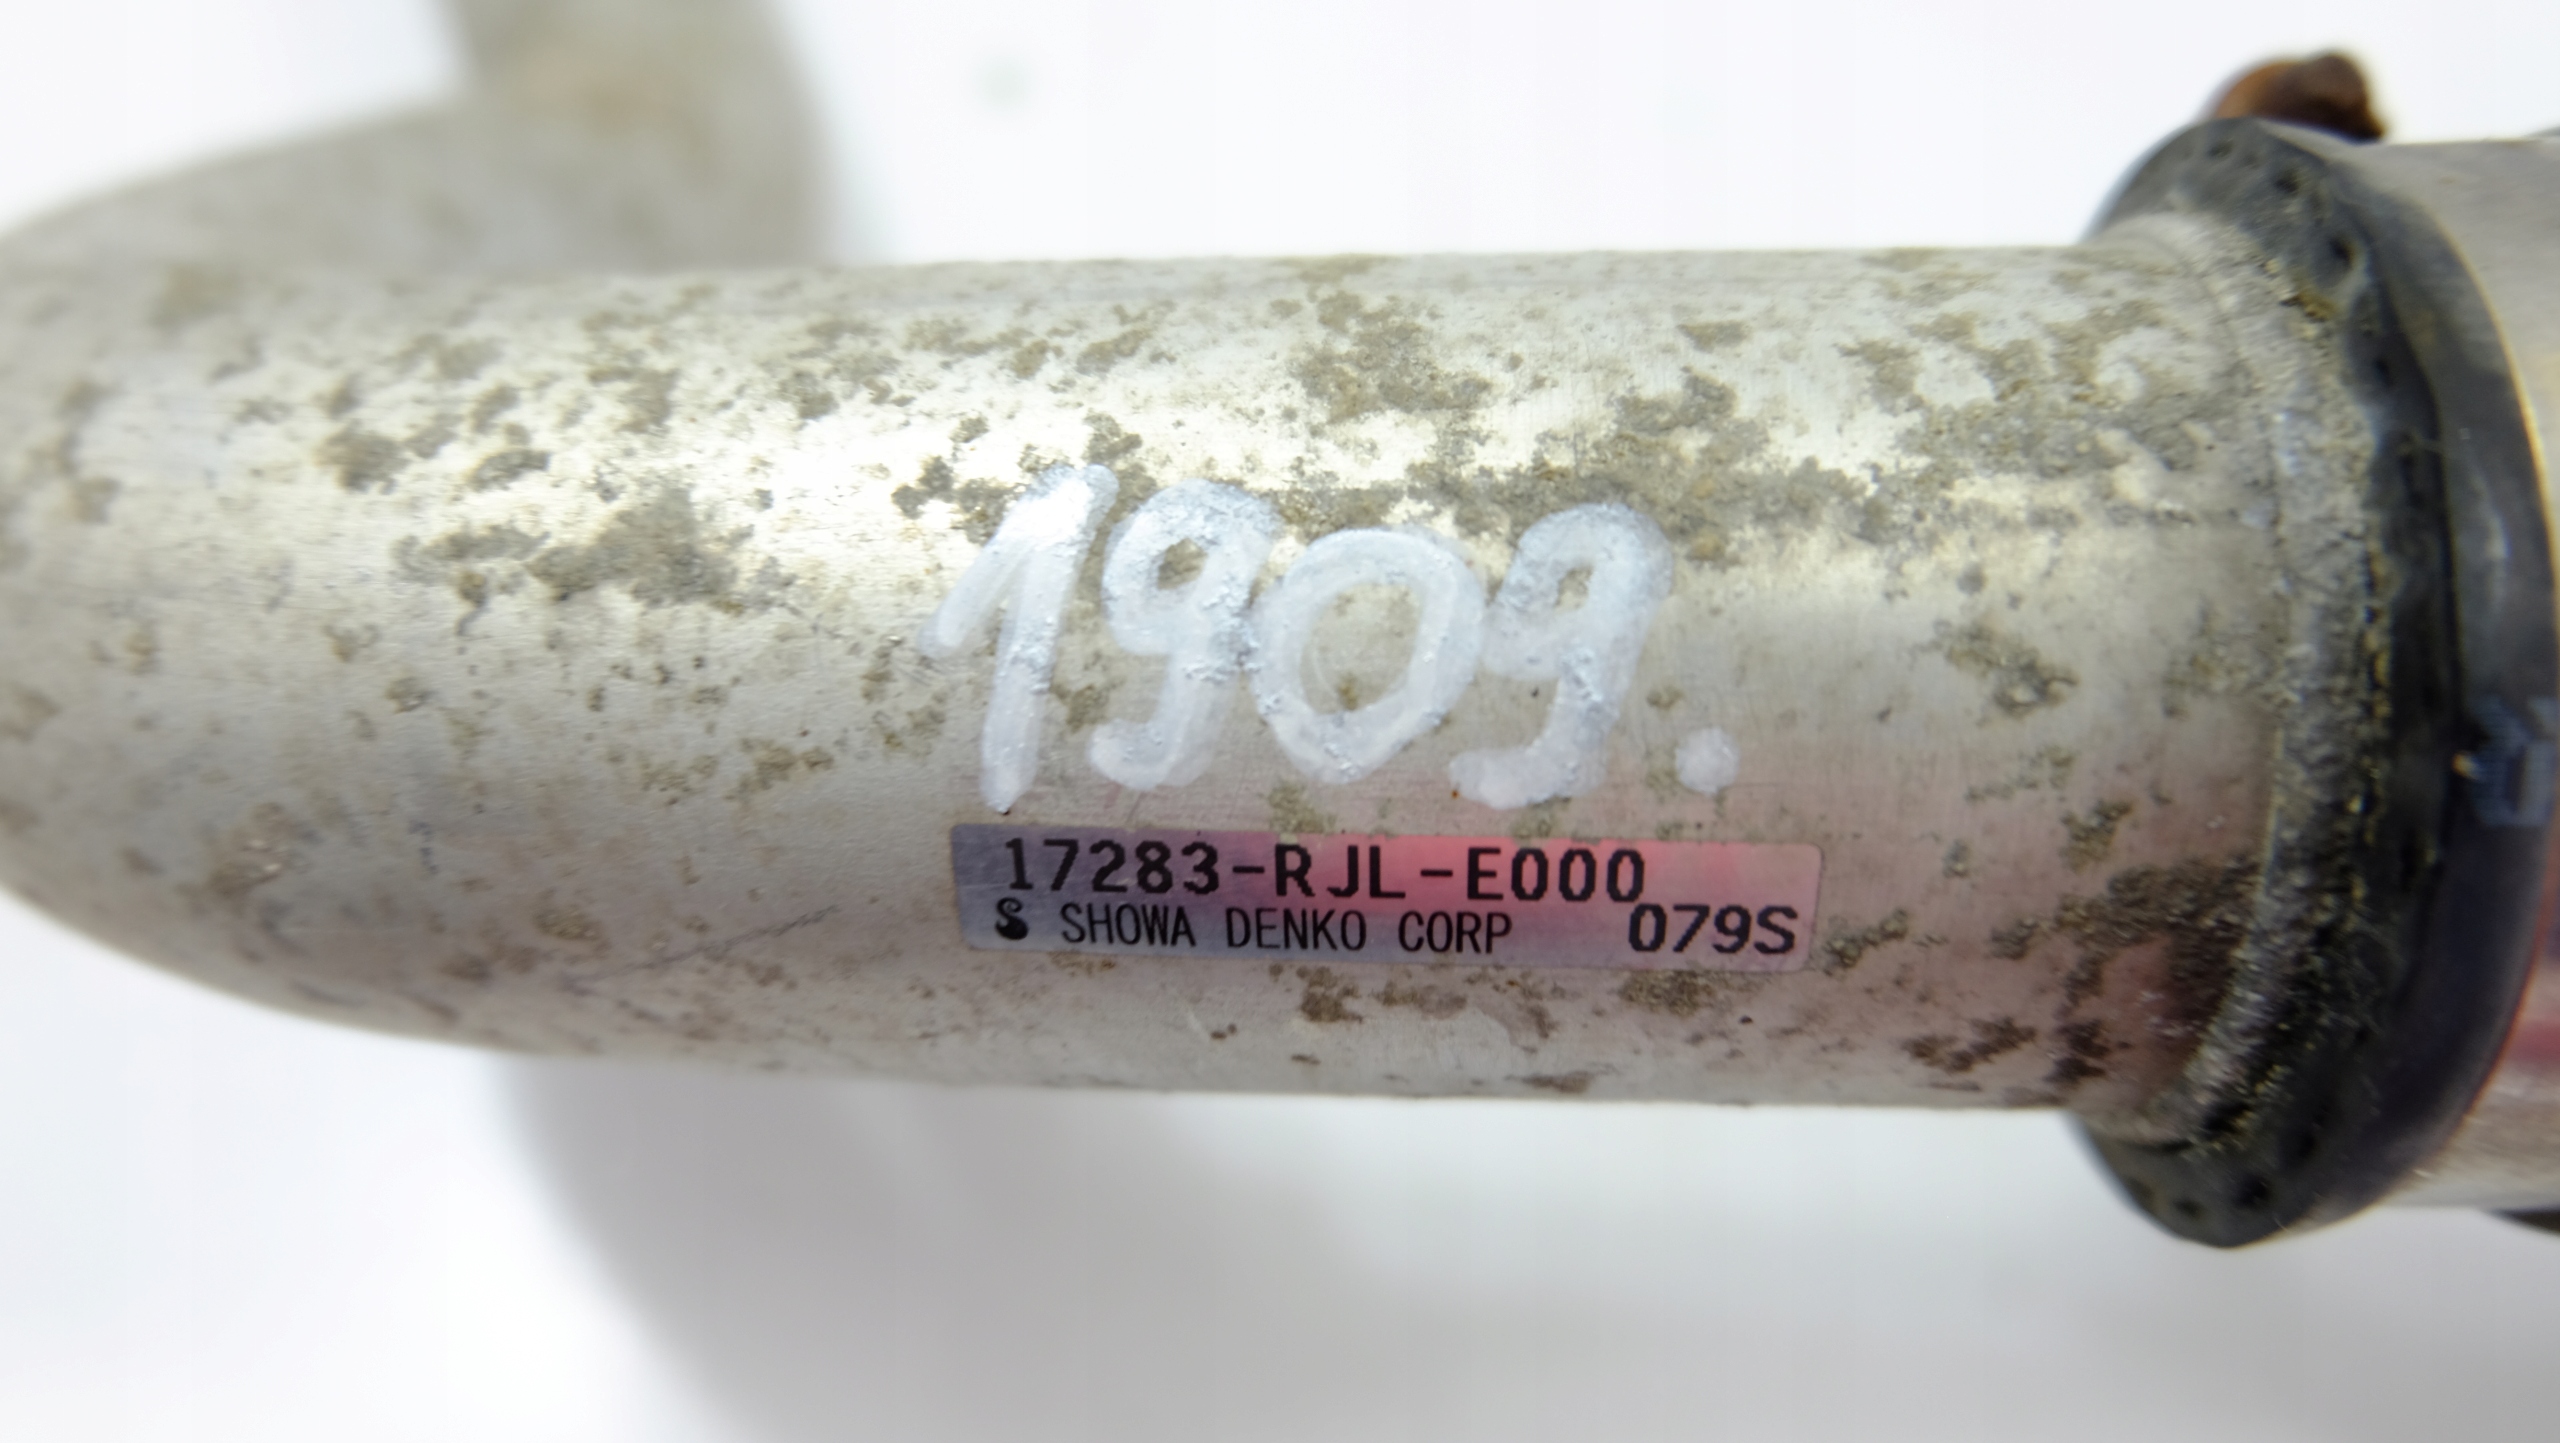 1909.
17283-RJL-E000
SHOWA DENKO CORP 079S